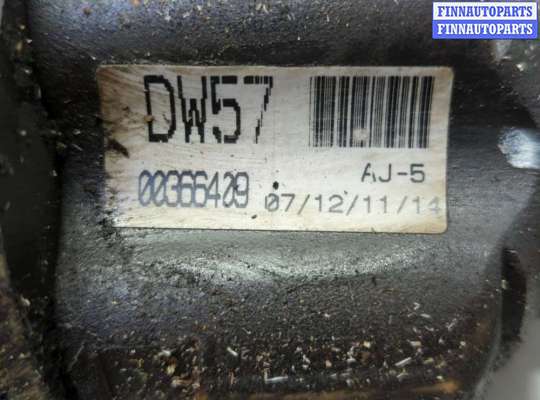 FINNAUTOPARTS
FINNAUTOPARTS
DW57
AJ-5
00366409 07/12/11/14